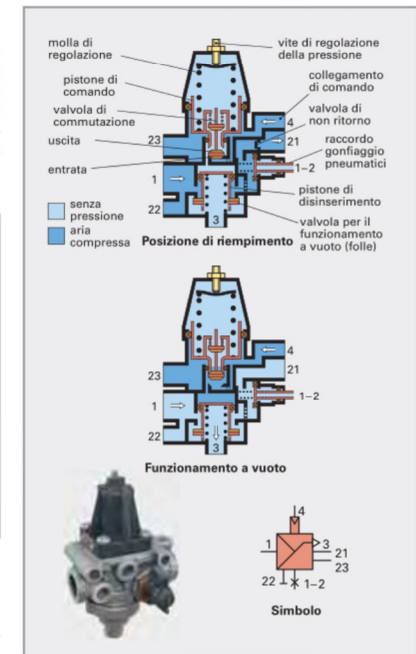 molla di
regolazione
vite di regolazione
della pressione
pistone di
comando
collegamento
di comando
valvola di
commutazione
valvola di
non ritorno
4
23
21
uscita
raccordo
gonfiaggio
pneumatici
1–2
entrata
1
pistone di
disinserimento
22
3
valvola per il
funzionamento
a vuoto (folle)
senza
pressione
aria
compressa
Posizione di riempimento
4
23
21
1
1–2
22
3
Funzionamento a vuoto
4
1
3
21
23
22
1–2
Simbolo